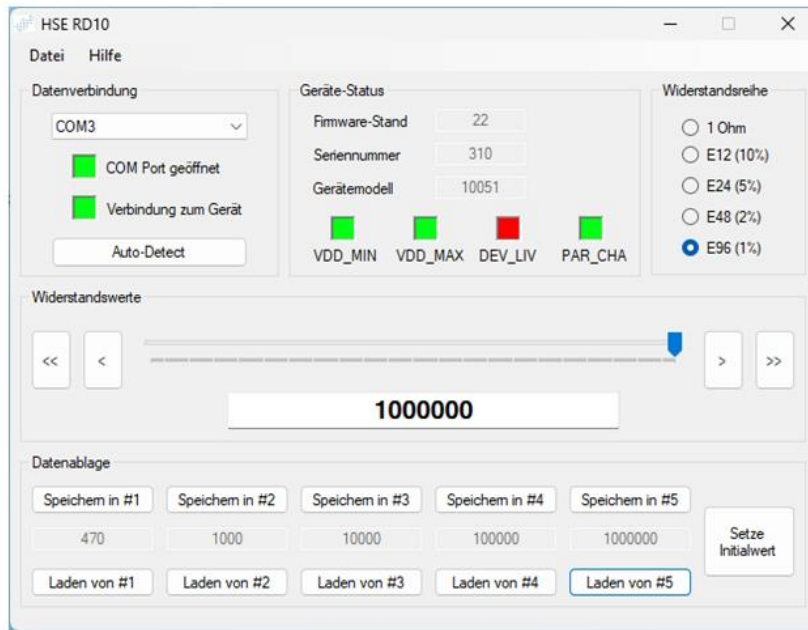 HSE RD10
Datei Hilfe
Datenverbindung
COM3
COM Port geöffnet
Verbindung zum Gerät
Auto-Detect
Geräte-Status
Firmware-Stand 22
Seriennummer 310
Gerätemodell 10051
VDD_MIN VDD_MAX DEV_LIV PAR_CHA
Widerstandsreihe
1 Ohm
E12 (10%)
E24 (5%)
E48 (2%)
E96 (1%)
Widerstandswerte
<< < > >>
1000000
Datenablage
Speichern in #1 Speichern in #2 Speichern in #3 Speichern in #4 Speichern in #5
470 1000 10000 100000 1000000
Laden von #1 Laden von #2 Laden von #3 Laden von #4 Laden von #5
Setze
Initialwert